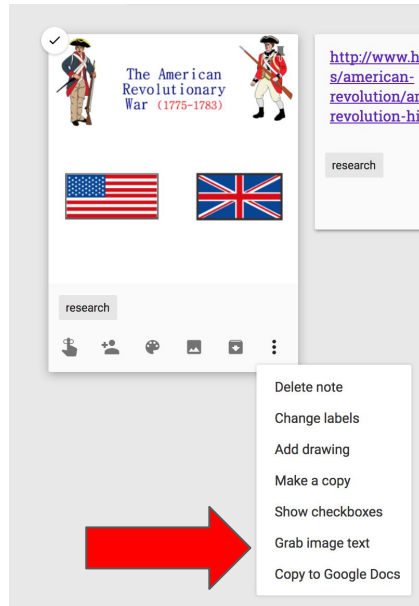 The American
Revolutionary
War (1775-1783)
research
http://www.h
s/american-
revolution/a
revolution-hi
research
Delete note
Change labels
Add drawing
Make a copy
Show checkboxes
Grab image text
Copy to Google Docs